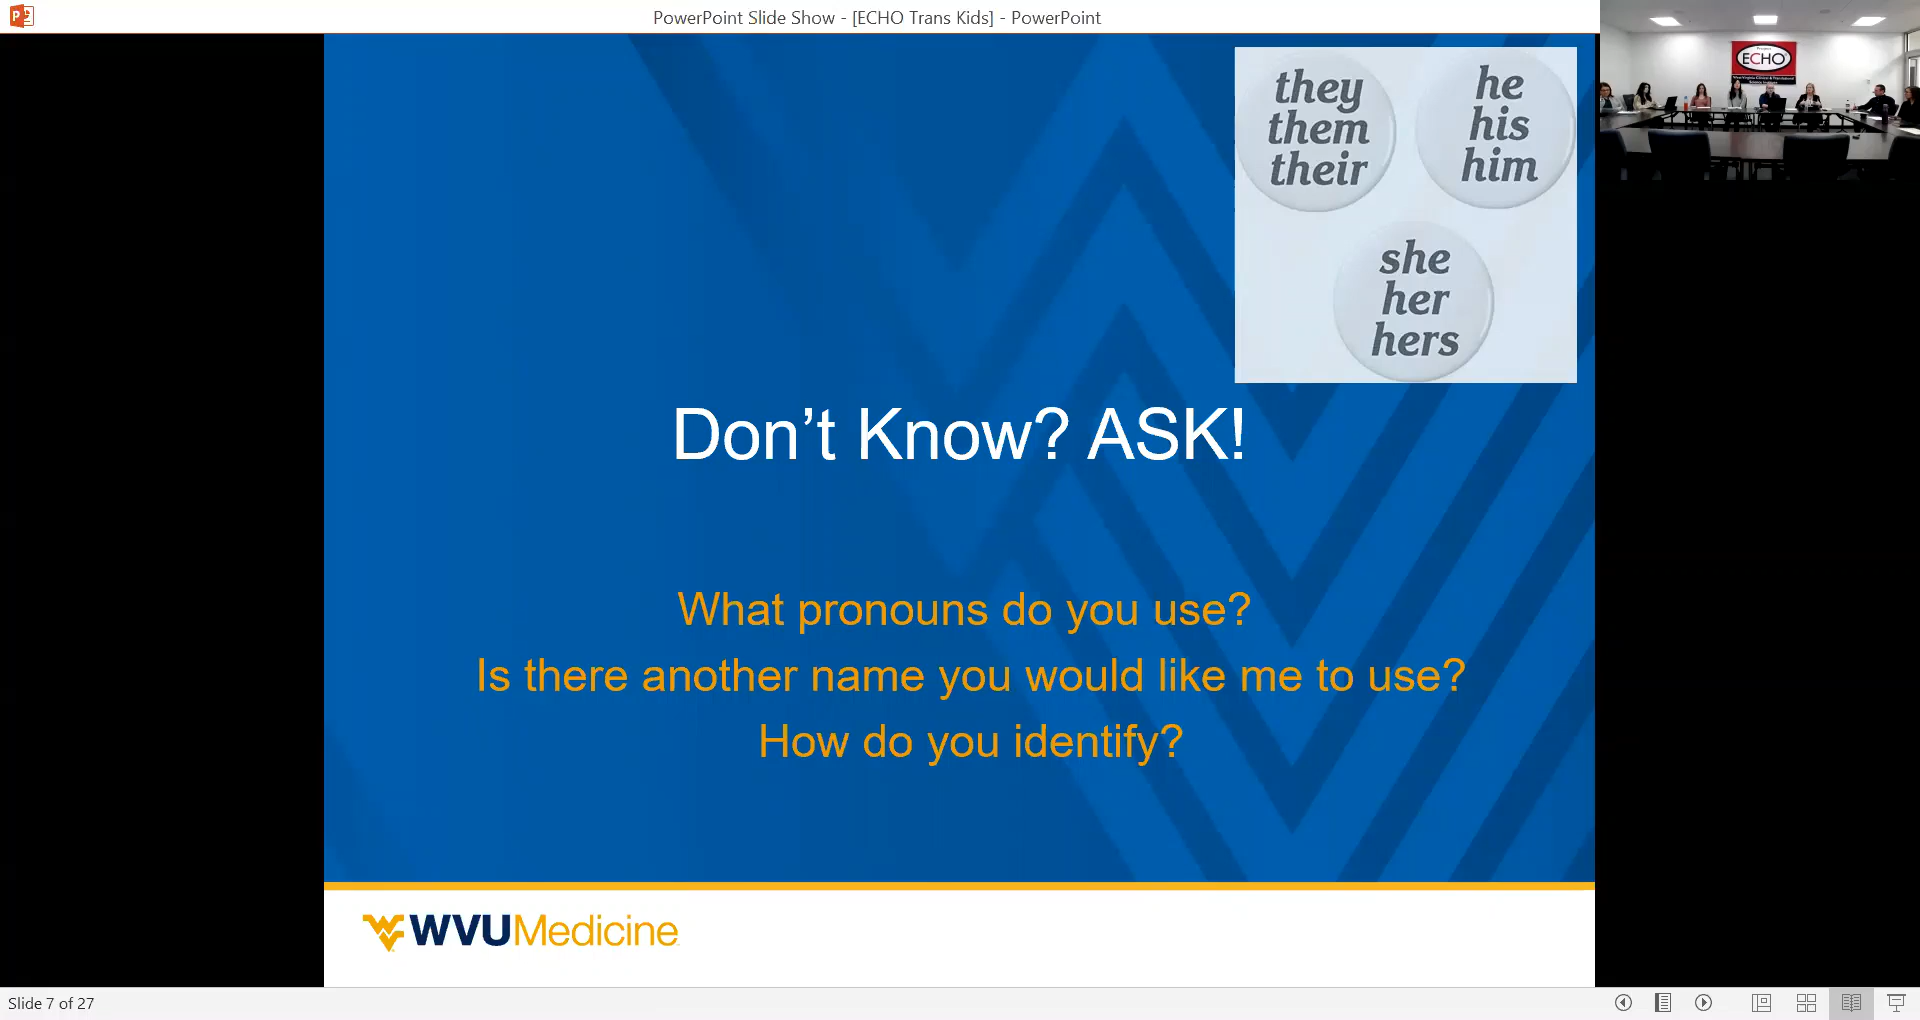 PowerPoint Slide Show - [ECHO Trans Kids] - PowerPoint
they
them
their
he
his
him
she
her
hers
ECHO
Don’t Know? ASK!
What pronouns do you use?
Is there another name you would like me to use?
How do you identify?
WVUMedicine
Slide 7 of 27